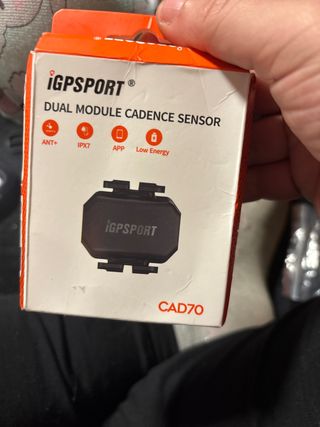 iGPSPORT®
DUAL MODULE CADENCE SENSOR
ANT+ IPX7 APP Low Energy
iGPSPORT
CAD70